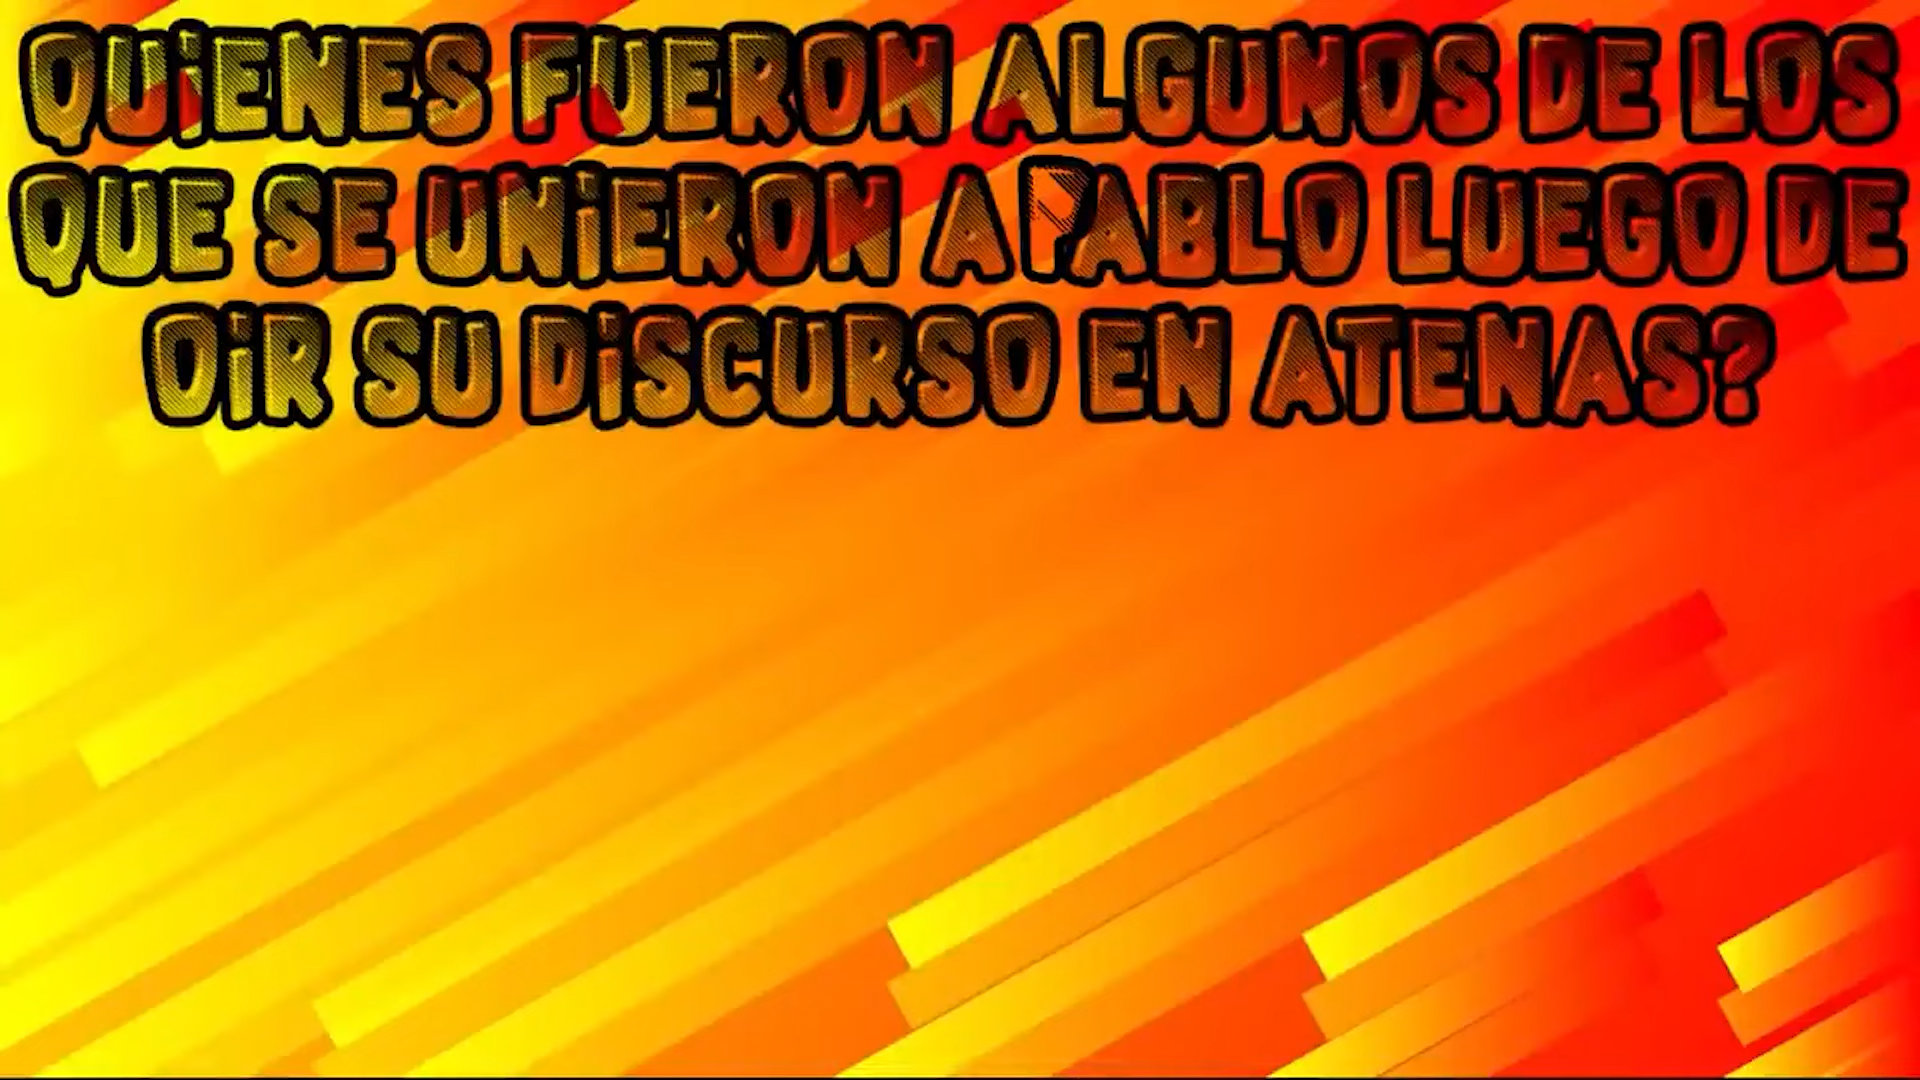 QUiENES FUERON ALGUNOS DE LOS
QUE SE UNiERON A PABLO LUEGO DE
OiR SU DiSCURSO EN ATENAS?